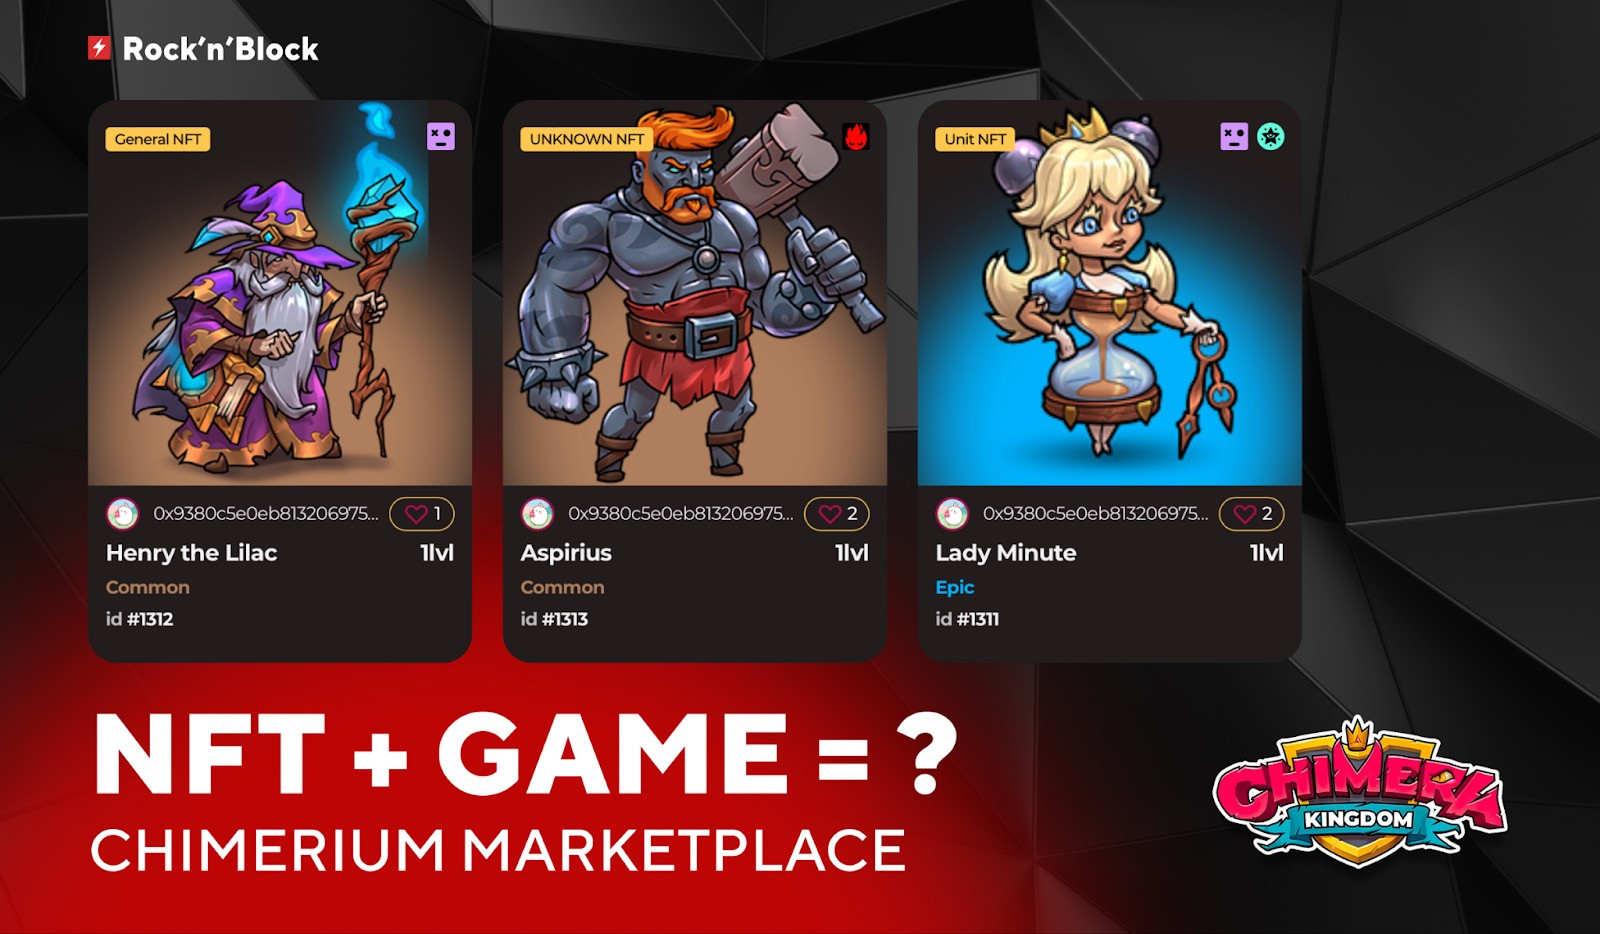 Rock'n'Block
General NFT
UNKNOWN NFT
Unit NFT
0x9380c5e0eb813206975...
1
0x9380c5e0eb813206975...
2
0x9380c5e0eb813206975...
2
Henry the Lilac
1lvl
Aspirius
1lvl
Lady Minute
1lvl
Common
Common
Epic
id #1312
id #1313
id #1311
NFT + GAME = ?
CHIMERIUM MARKETPLACE
CHIMERA
KINGDOM